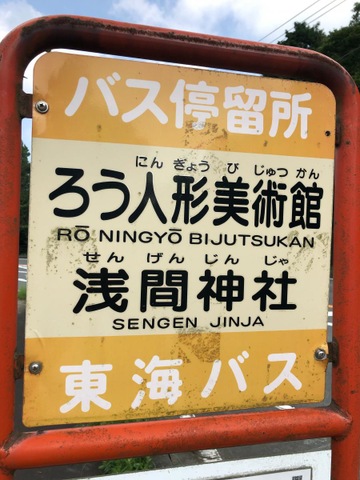 バス停留所
にんぎょうびじゅつかん
ろう人形美術館
RŌ NINGYŌ BIJUTSUKAN
せんげんじんじゃ
浅間神社
SENGEN JINJA
東海バス